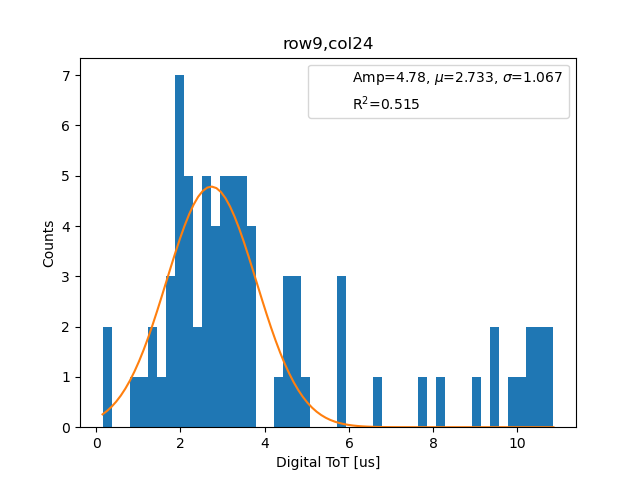 row9,col24
Amp=4.78, μ=2.733, σ=1.067
R²=0.515
Counts
7
6
5
4
3
2
1
0
0 2 4 6 8 10
Digital ToT [us]